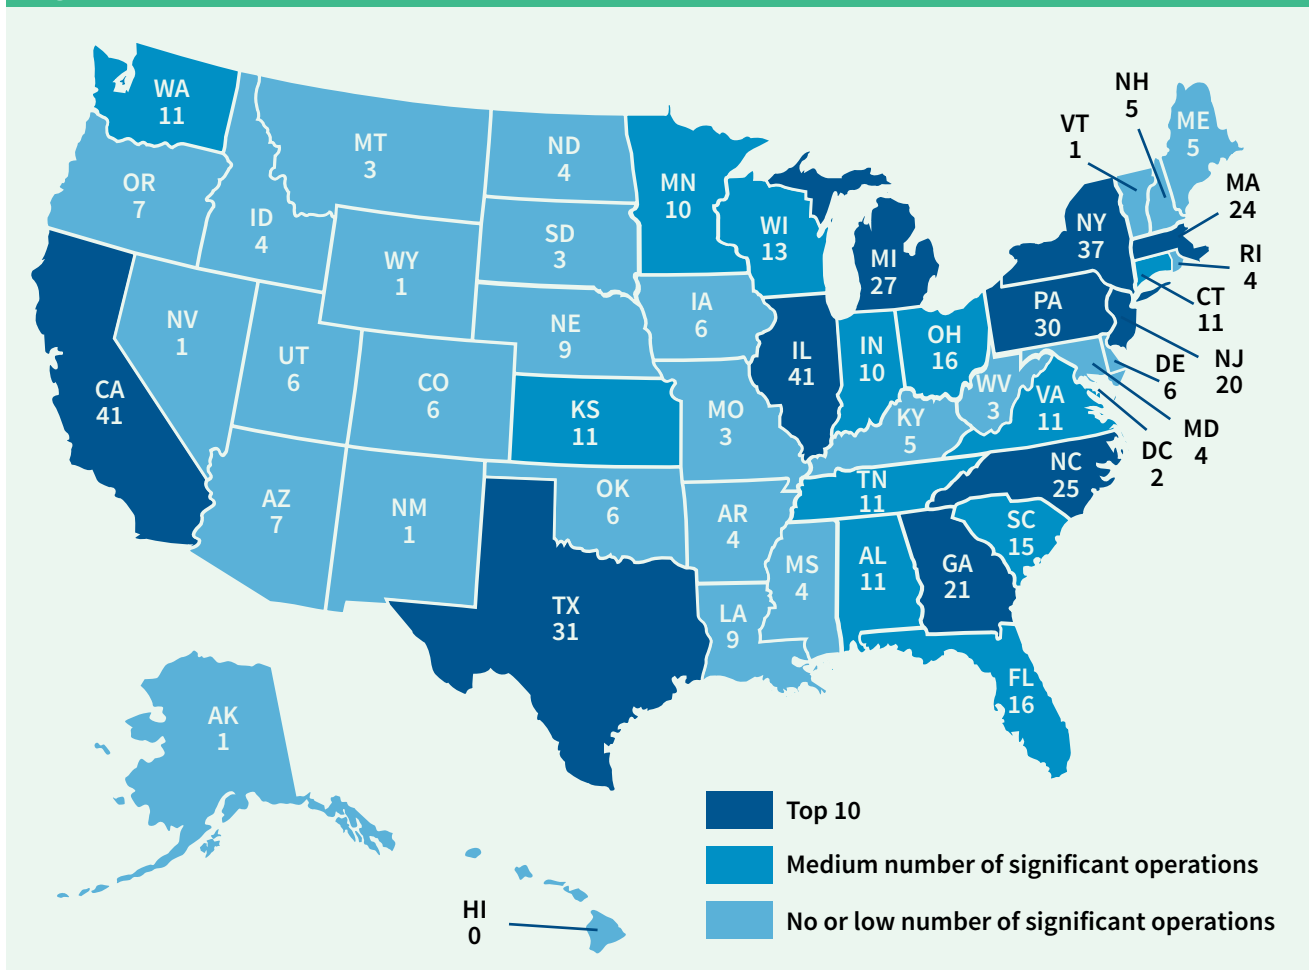 WA
11
OR
7
CA
41
NV
1
ID
4
MT
3
WY
1
UT
6
AZ
7
CO
6
NM
1
ND
4
SD
3
NE
9
KS
11
OK
6
TX
31
MN
10
IA
6
MO
3
AR
4
LA
9
WI
13
IL
41
MS
4
MI
27
IN
10
OH
16
KY
5
TN
11
AL
11
GA
21
FL
16
SC
15
NC
25
VA
11
WV
3
PA
30
NY
37
VT
1
NH
5
ME
5
MA
24
RI
4
CT
11
NJ
20
DE
6
MD
4
DC
2
AK
1
HI
0
Top 10
Medium number of significant operations
No or low number of significant operations